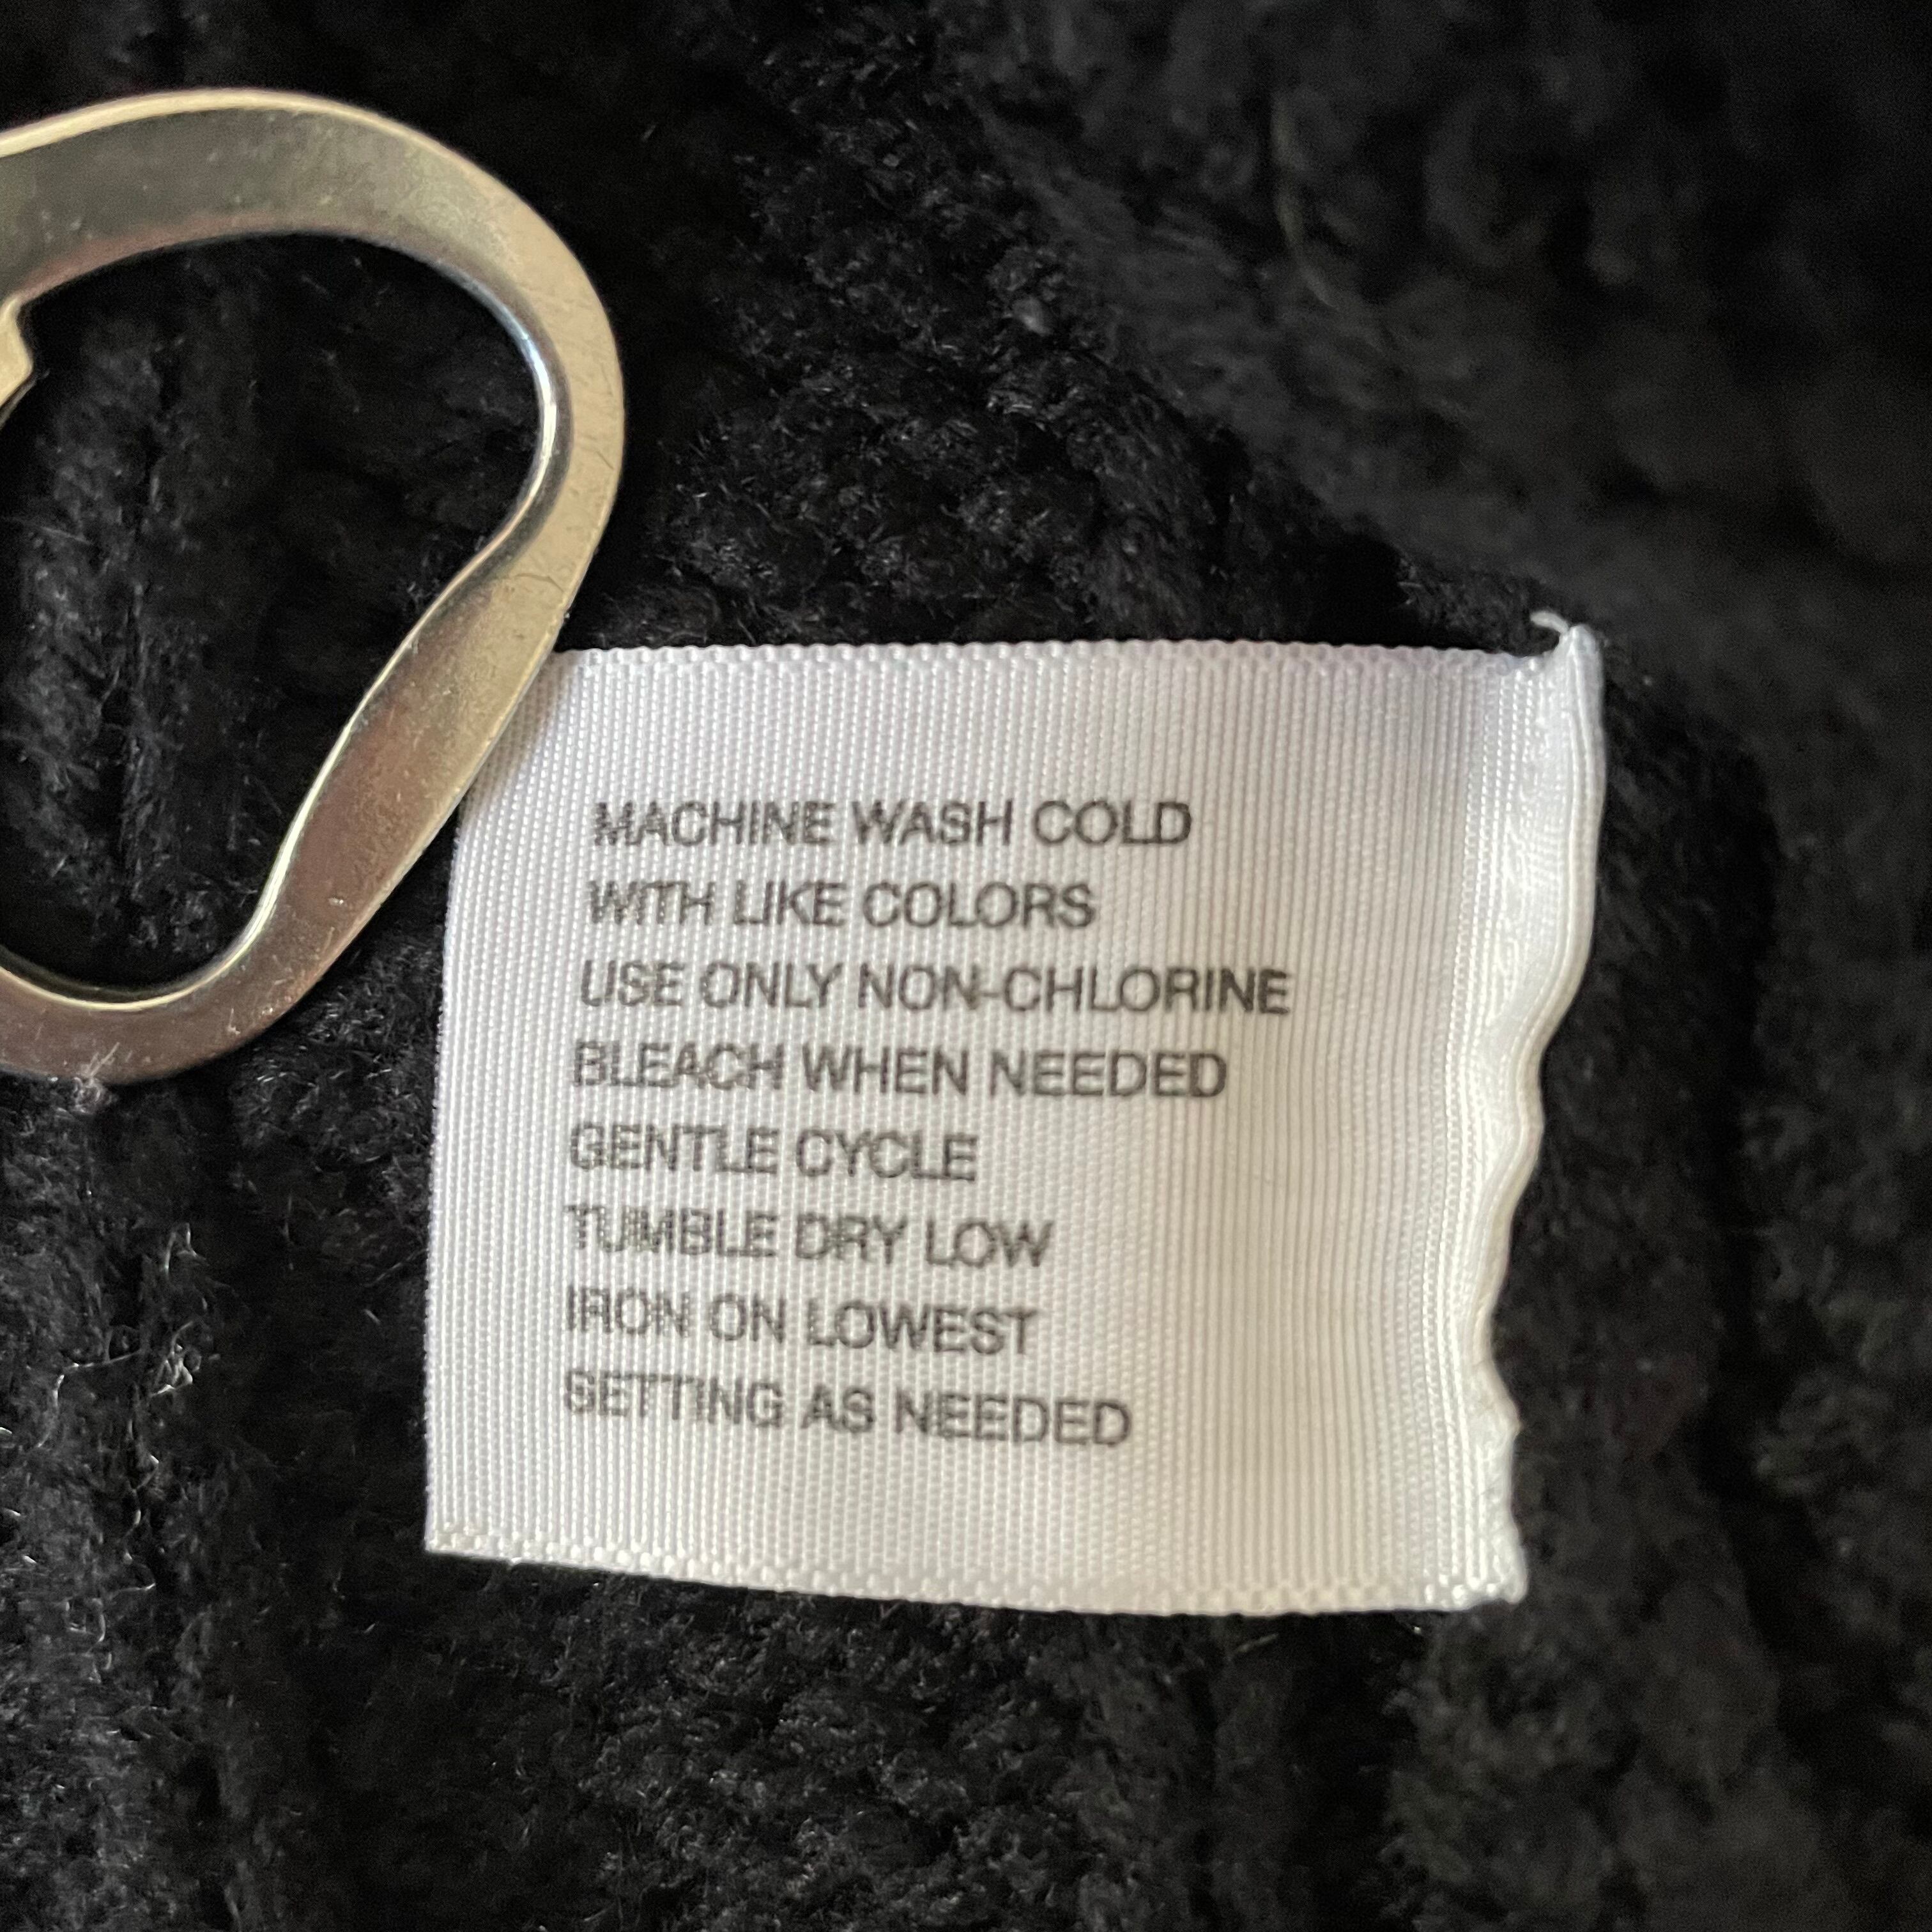 MACHINE WASH COLD
WITH LIKE COLORS
USE ONLY NON-CHLORINE
BLEACH WHEN NEEDED
GENTLE CYCLE
TUMBLE DRY LOW
IRON ON LOWEST
SETTING AS NEEDED